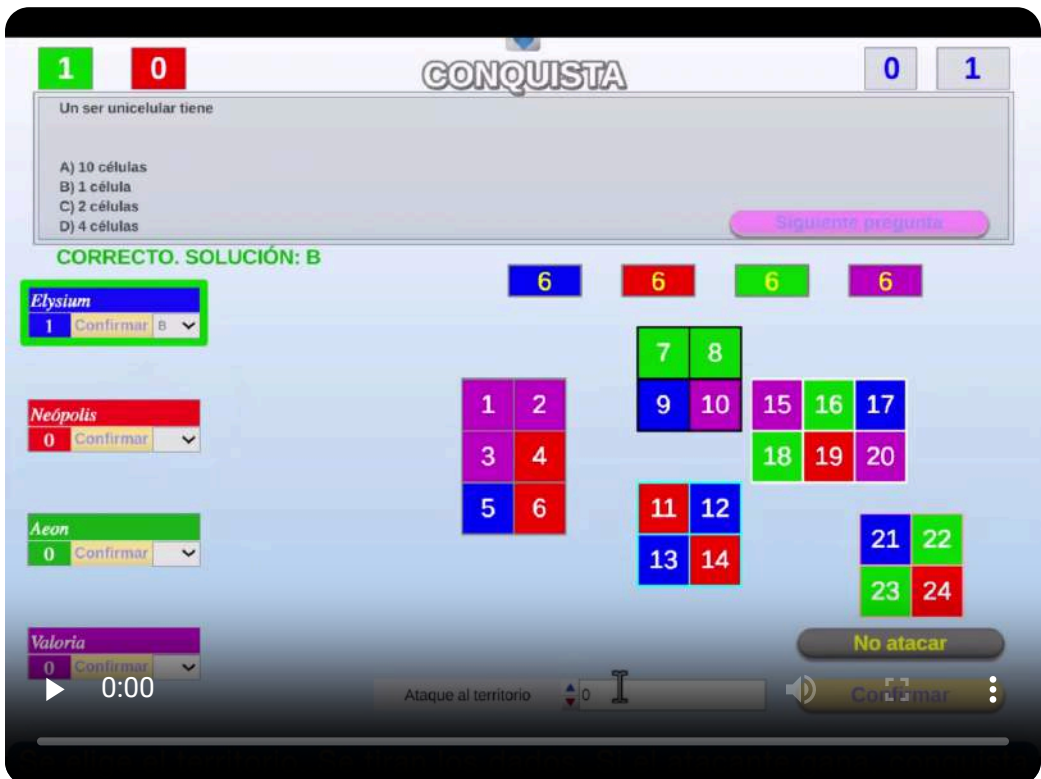 1 0 CONQUISTA 0 1
Un ser unicelular tiene
A) 10 células
B) 1 célula
C) 2 células
D) 4 células
Siguiente pregunta
CORRECTO. SOLUCIÓN: B
6 6 6 6
Elysium
1 Confirmar B
Neópolis
0 Confirmar
Aeon
0 Confirmar
Valoria
0 Confirmar
7 8
9 10
1 2
3 4
5 6
15 16 17
18 19 20
11 12
13 14
21 22
23 24
No atacar
Ataque al territorio 0
Confirmar
0:00